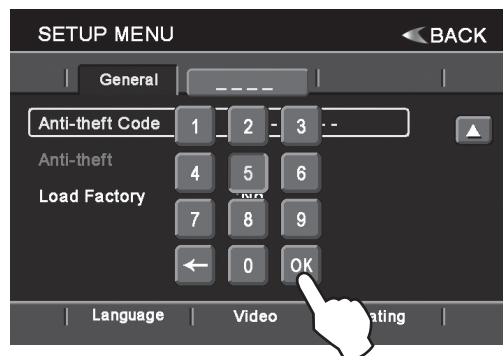 SETUP MENU BACK
General _ _ _ _
Anti-theft Code 1 2 - 3 - -
Anti-theft 4 5 6
Load Factory
7 8 9
← 0 OK
Language Video